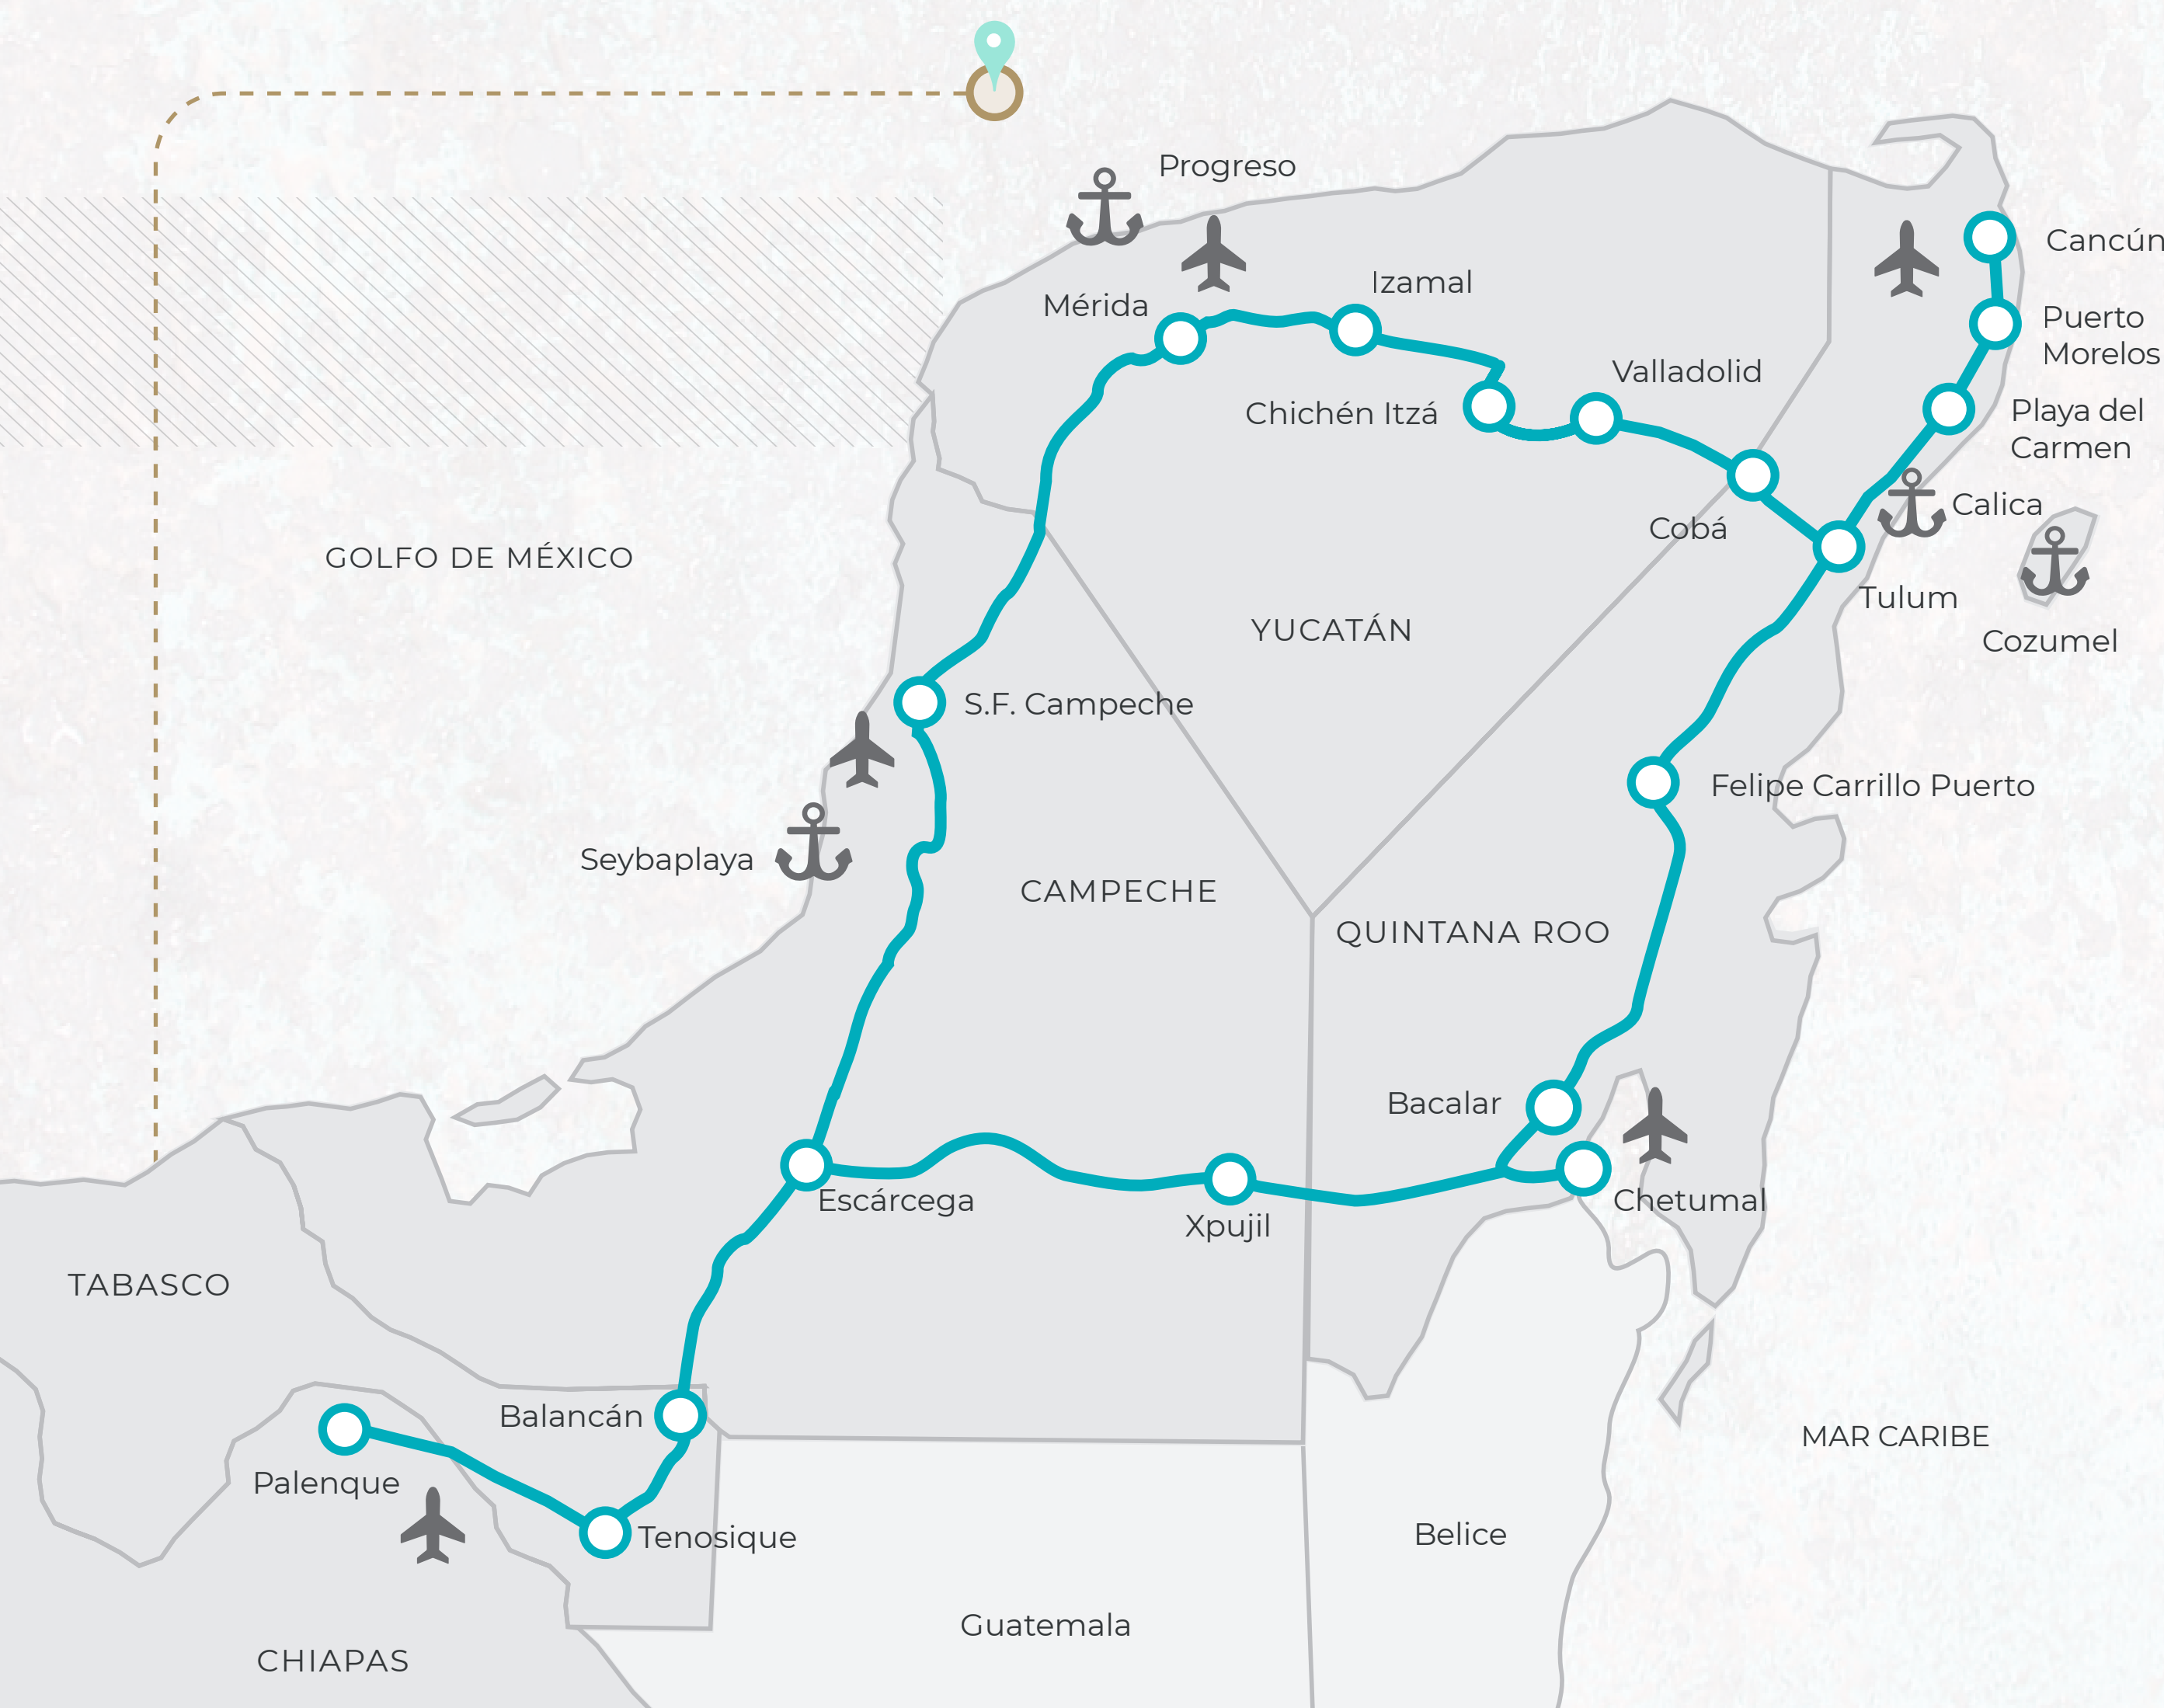 Progreso
Cancún
Izamal
Mérida
Puerto
Morelos
Valladolid
Chichén Itzá
Playa del
Carmen
Calica
Cobá
GOLFO DE MÉXICO
Tulum
YUCATÁN
Cozumel
S.F. Campeche
Felipe Carrillo Puerto
Seybaplaya
CAMPECHE
QUINTANA ROO
Bacalar
Escárcega
Chetumal
Xpujil
TABASCO
Balancán
MAR CARIBE
Palenque
Tenosique
Belice
Guatemala
CHIAPAS